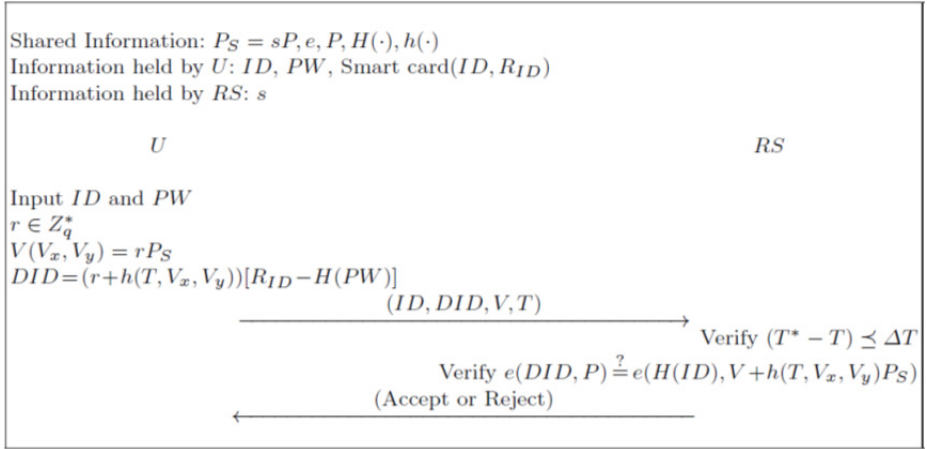 Shared Information: P_S = sP, e, P, H(·), h(·)
Information held by U: ID, PW, Smart card(ID, R_ID)
Information held by RS: s
U RS
Input ID and PW
r ∈ Z*_q
V(V_x, V_y) = rP_S
DID=(r+h(T, V_x, V_y))[R_ID−H(PW)]
(ID, DID, V, T)
Verify (T* − T) ⪯ ΔT
Verify e(DID, P) ≟ e(H(ID), V+h(T, V_x, V_y)P_S)
(Accept or Reject)